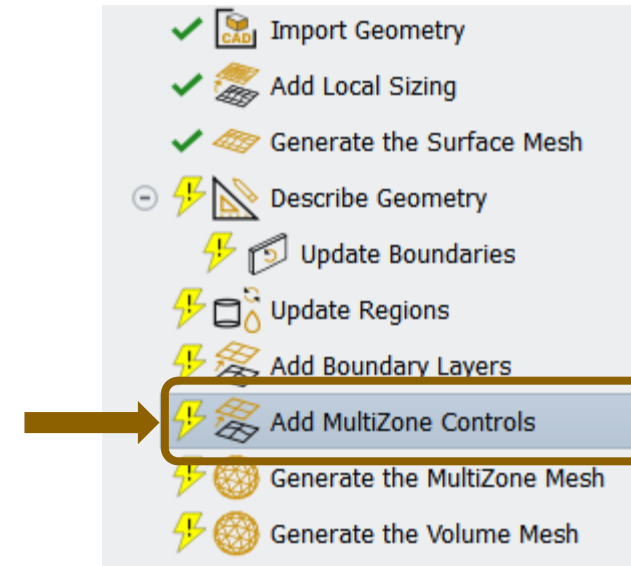 CAD
Import Geometry
Add Local Sizing
Generate the Surface Mesh
Describe Geometry
Update Boundaries
Update Regions
Add Boundary Layers
Add MultiZone Controls
Generate the MultiZone Mesh
Generate the Volume Mesh